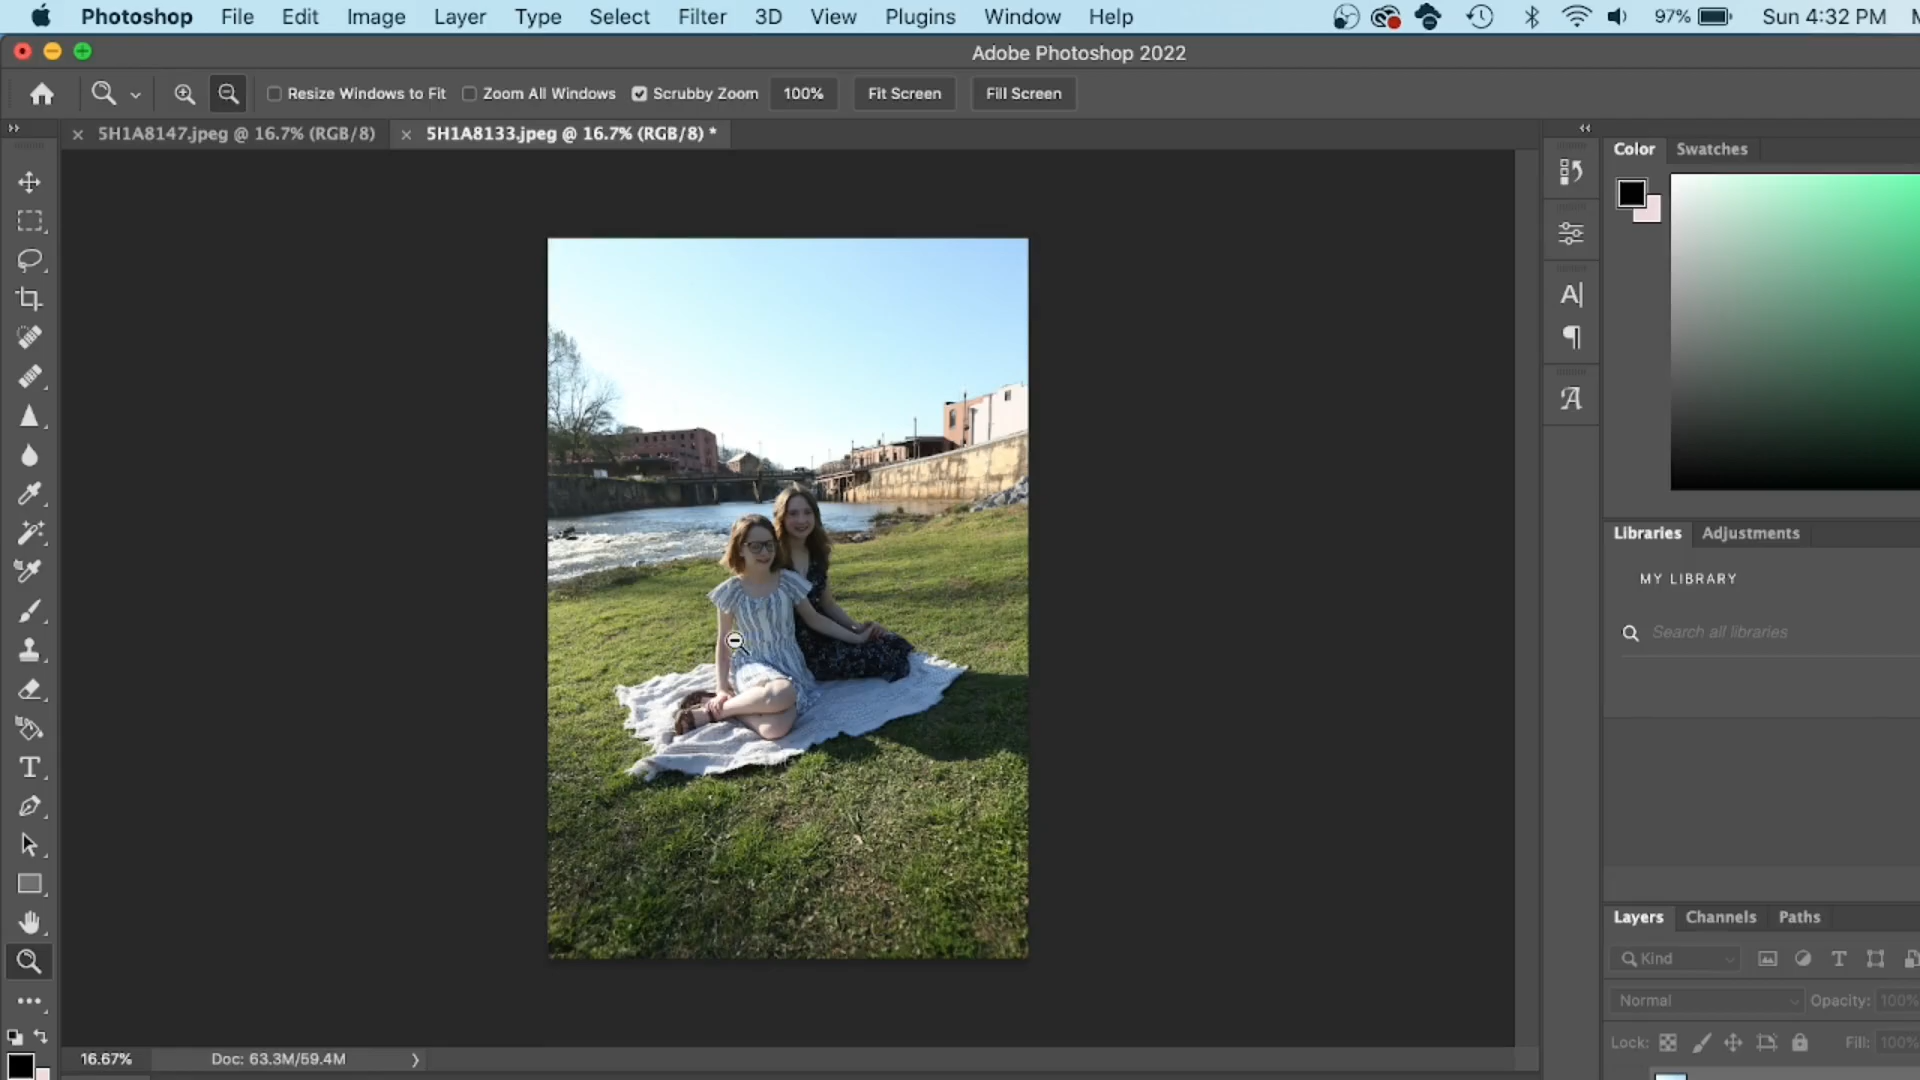 Photoshop File Edit Image Layer Type Select Filter 3D View Plugins Window Help 97% Sun 4:32 PM
Adobe Photoshop 2022
Resize Windows to Fit Zoom All Windows Scrubby Zoom 100% Fit Screen Fill Screen
5H1A8147.jpeg @ 16.7% (RGB/8) 5H1A8133.jpeg @ 16.7% (RGB/8) *
Color Swatches
Libraries Adjustments
MY LIBRARY
Search all libraries
Layers Channels Paths
Kind
Normal Opacity: 100%
Lock: Fill: 100%
16.67% Doc: 63.3M/59.4M